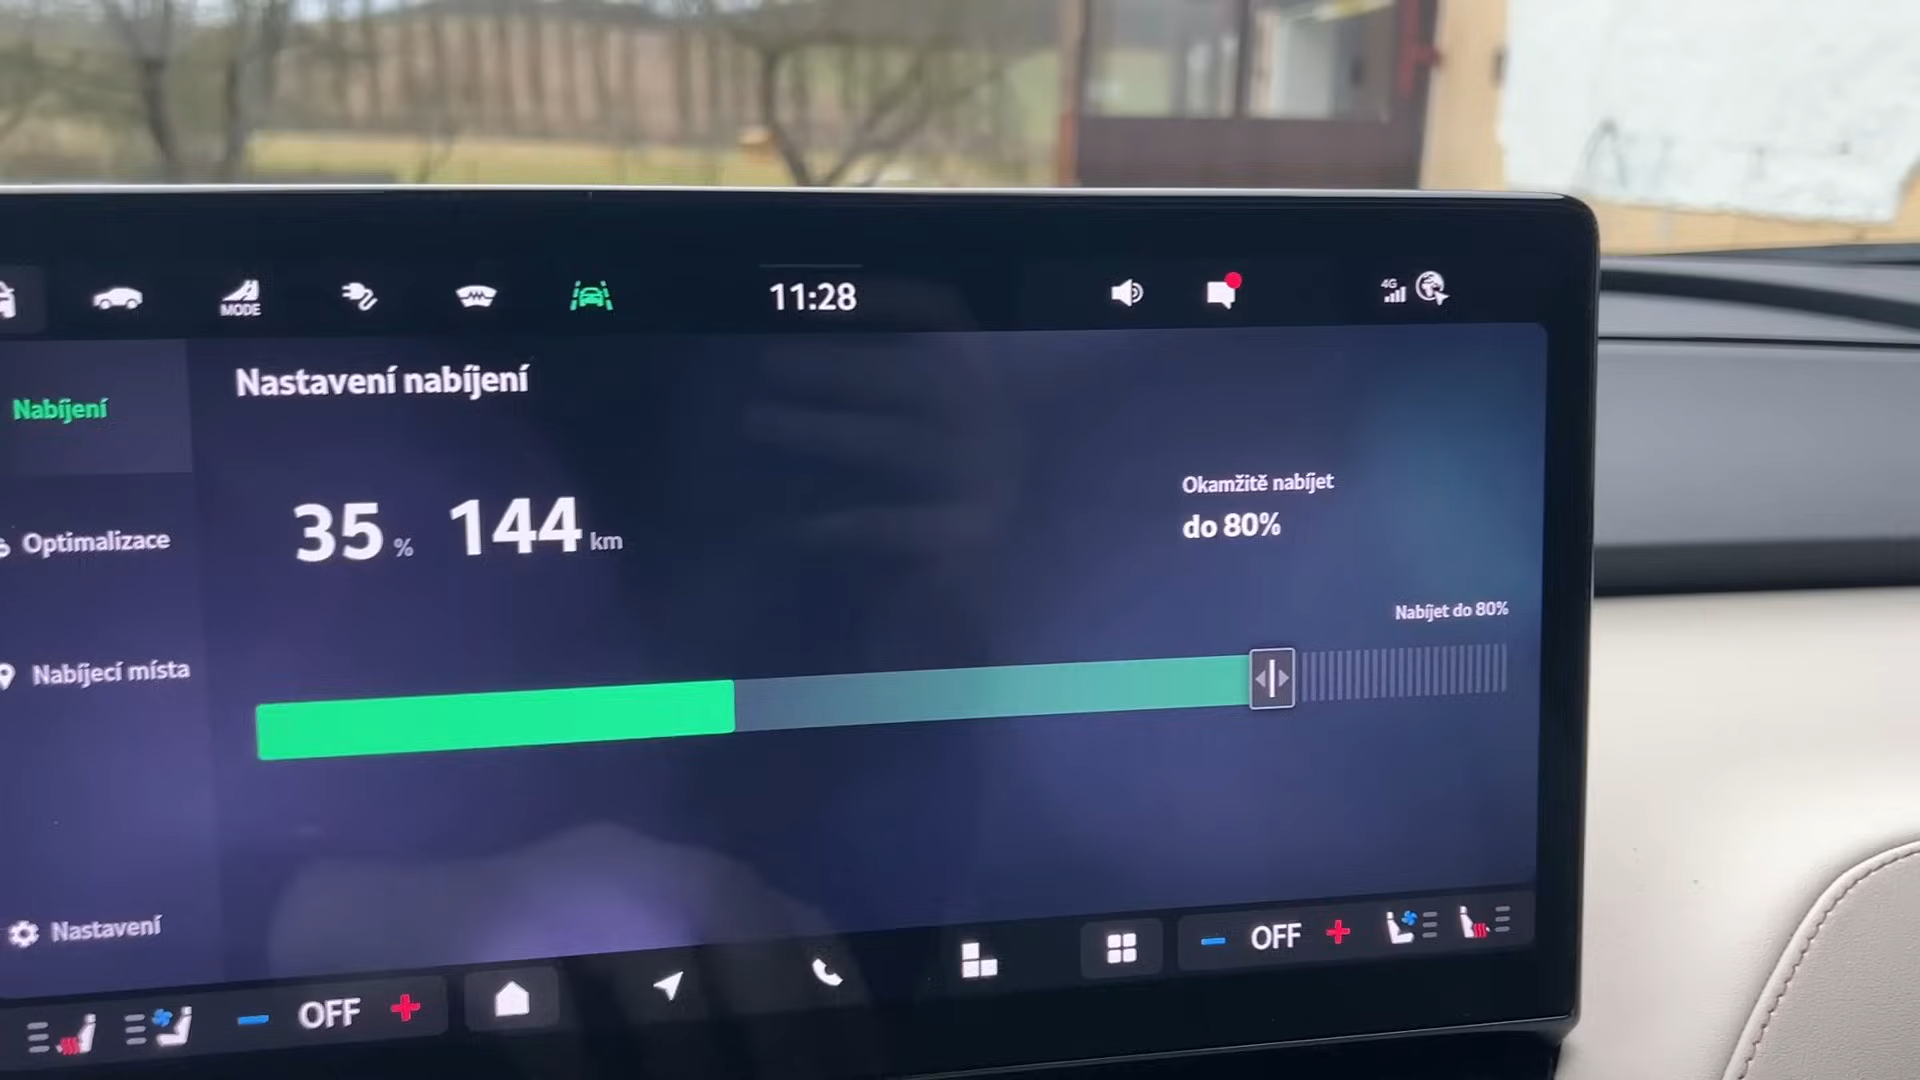 MODE
11:28
4G
Nabíjení
Nastavení nabíjení
35 % 144 km
Okamžitě nabíjet
do 80%
Optimalizace
Nabíjet do 80%
Nabíjecí místa
Nastavení
OFF
OFF